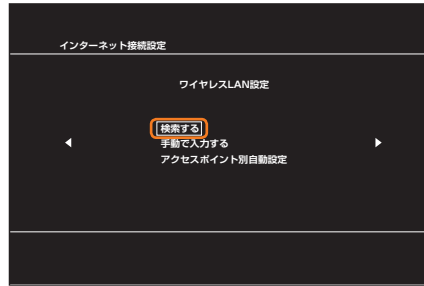 インターネット接続設定
ワイヤレスLAN設定
検索する
手動で入力する
アクセスポイント別自動設定